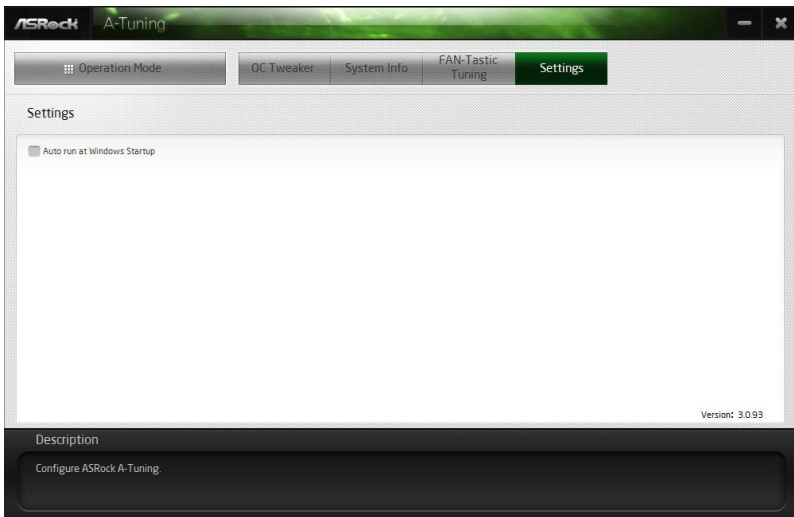 ASRock A-Tuning
Operation Mode OC Tweaker System Info FAN-Tastic Tuning Settings
Settings
Auto run at Windows Startup
Version: 3.0.93
Description
Configure ASRock A-Tuning.